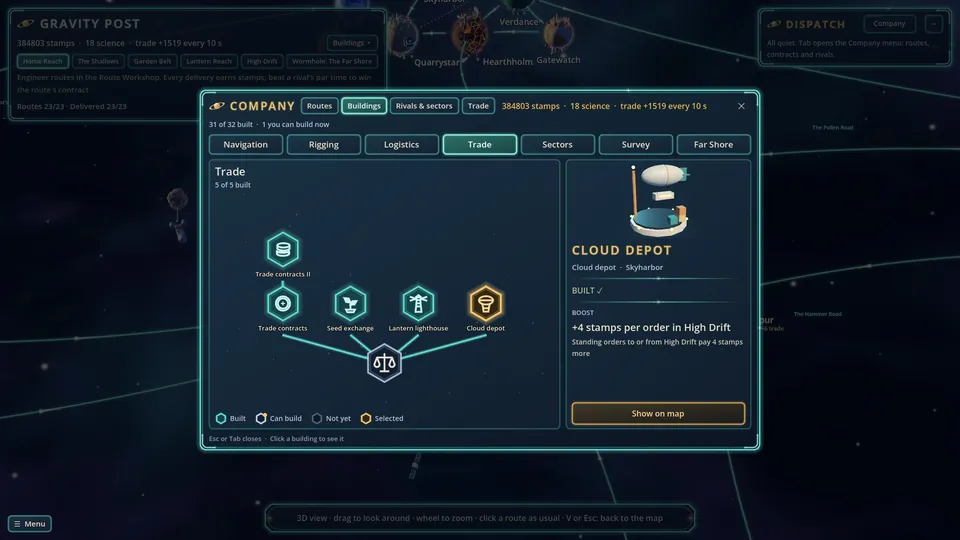 GRAVITY POST
384803 stamps · 18 science · trade +1519 every 10 s
Buildings
Home Reach
The Shallows
Garden Belt
Lantern Reach
High Drift
Wormhole: The Far Shore
Engineer routes in the Route Workshop. Every delivery earns stamps; beat a rival's par time to win
the route's contract
Routes 23/23 · Delivered 23/23
Verdance
Quarrystar
Hearthholm
Gatewatch
DISPATCH
Company
All quiet. Tab opens the Company menu: routes,
contracts and rivals.
The Pollen Road
The Hammer Road
COMPANY
Routes
Buildings
Rivals & sectors
Trade
384803 stamps · 18 science · trade +1519 every 10 s
31 of 32 built · 1 you can build now
Navigation
Rigging
Logistics
Trade
Sectors
Survey
Far Shore
Trade
5 of 5 built
Trade contracts II
Trade contracts
Seed exchange
Lantern lighthouse
Cloud depot
Built
Can build
Not yet
Selected
CLOUD DEPOT
Cloud depot · Skyharbor
BUILT ✓
BOOST
+4 stamps per order in High Drift
Standing orders to or from High Drift pay 4 stamps
more
Show on map
Esc or Tab closes · Click a building to see it
3D view · drag to look around · wheel to zoom · click a route as usual · V or Esc: back to the map
☰ Menu